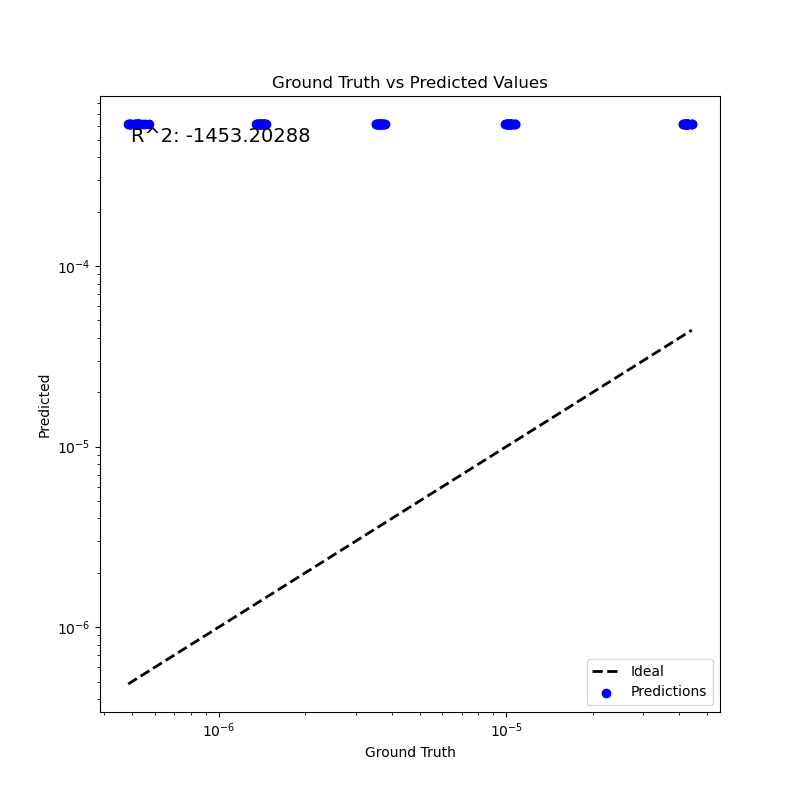 Ground Truth vs Predicted Values
R^2: -1453.20288
10⁻⁴
10⁻⁵
10⁻⁶
Predicted
10⁻⁶
10⁻⁵
Ground Truth
Ideal
Predictions